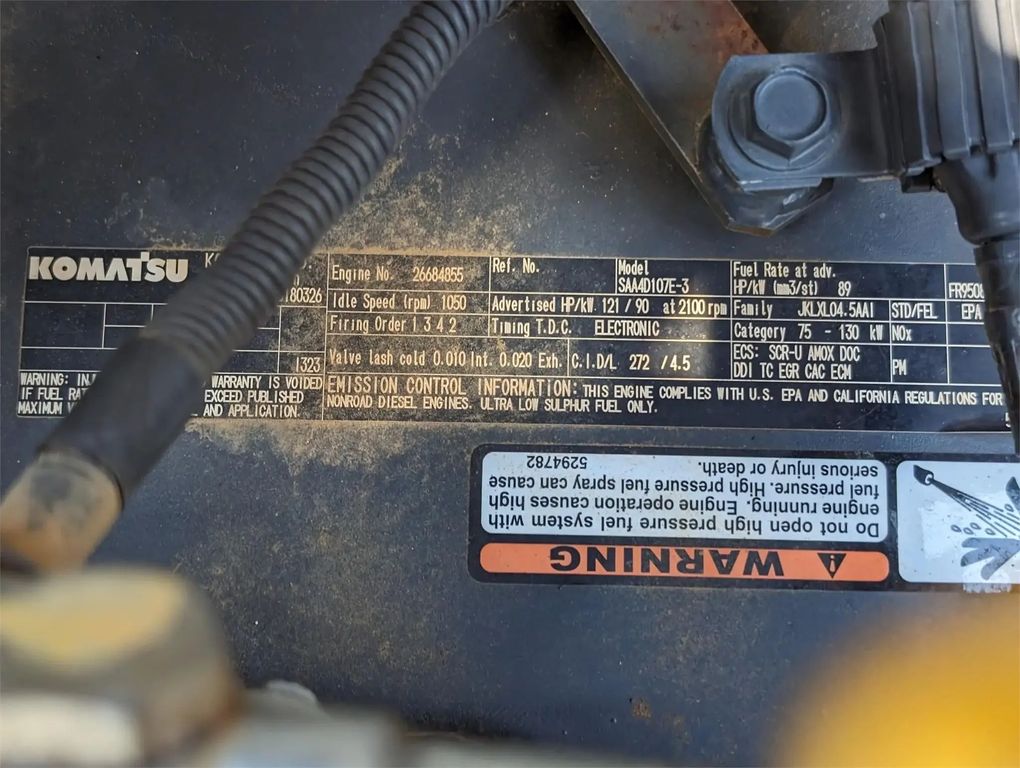 KOMATSU
180326
1323
WARNING:
IF FUEL
MAXIMUM
WARRANTY IS VOIDED
EXCEED PUBLISHED
AND APPLICATION.
Engine No. 26684855
Idle Speed (rpm) 1050
Firing Order 1 3 4 2
Valve lash cold 0.010 Int. 0.020 Exh.
Ref. No.
Model
SAA4D107E-3
Advertised HP/kW 121 / 90 at 2100 rpm
Timing T.D.C. ELECTRONIC
C.I.D/L 272 /4.5
Fuel Rate at adv.
HP/kW (mm3/st) 89
Family JKLXL04.5AAI
Category 75 - 130 kW
ECS: SCR-U AMOX DOC
DDI TC EGR CAC ECM
STD/FEL EPA
NOx
PM
EMISSION CONTROL INFORMATION: THIS ENGINE COMPLIES WITH U.S. EPA AND CALIFORNIA REGULATIONS FOR
NONROAD DIESEL ENGINES. ULTRA LOW SULPHUR FUEL ONLY.
WARNING
Do not open high pressure fuel system with
engine running. Engine operation causes high
fuel pressure. High pressure fuel spray can cause
serious injury or death.
5294782